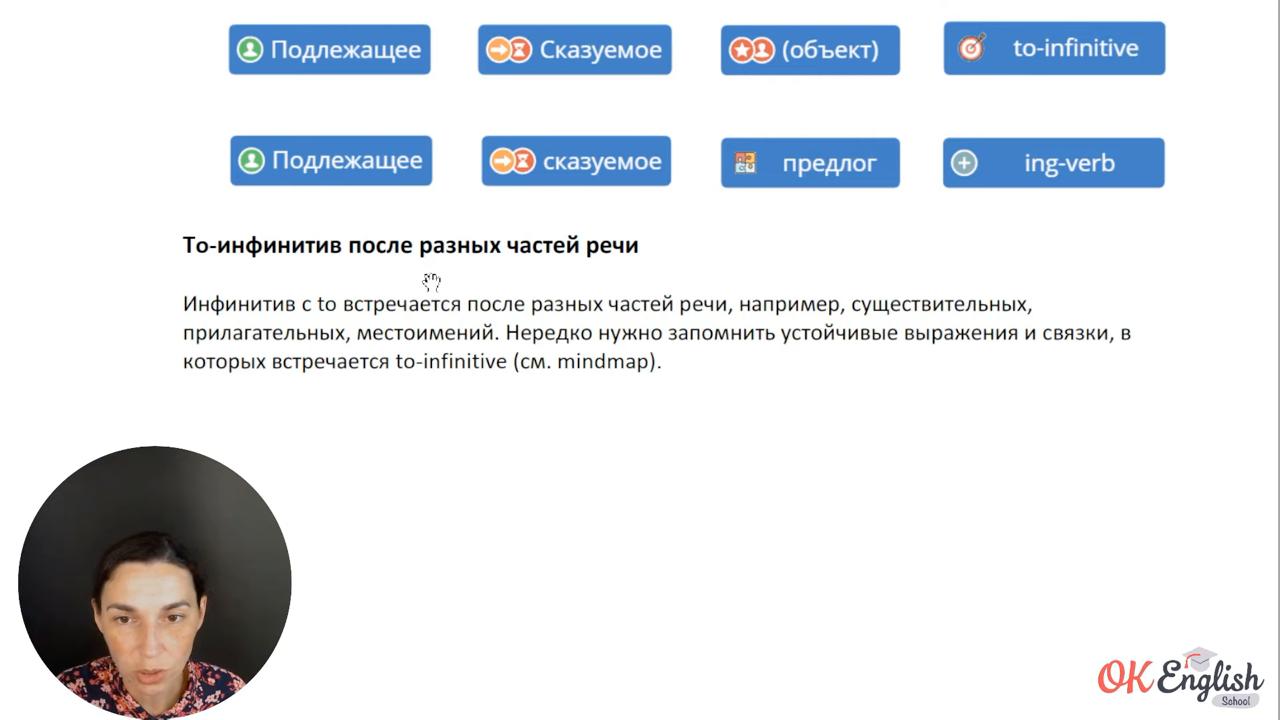 Подлежащее Сказуемое (объект) to-infinitive
Подлежащее сказуемое предлог ing-verb
То-инфинитив после разных частей речи
Инфинитив с to встречается после разных частей речи, например, существительных,
прилагательных, местоимений. Нередко нужно запомнить устойчивые выражения и связки, в
которых встречается to-infinitive (см. mindmap).
OK English
School